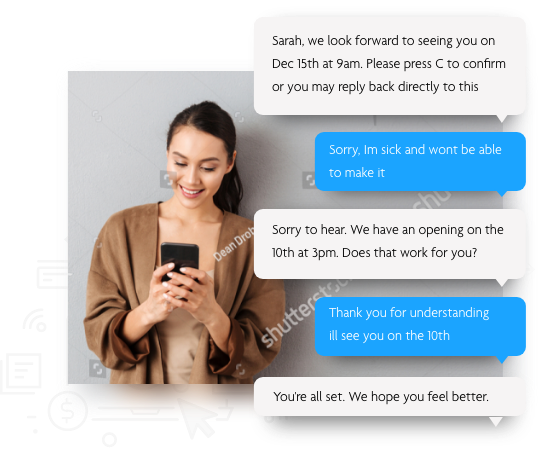 Sarah, we look forward to seeing you on
Dec 15th at 9am. Please press C to confirm
or you may reply back directly to this
Sorry, Im sick and wont be able
to make it
Sorry to hear. We have an opening on the
10th at 3pm. Does that work for you?
Thank you for understanding
ill see you on the 10th
You're all set. We hope you feel better.
shutterstock